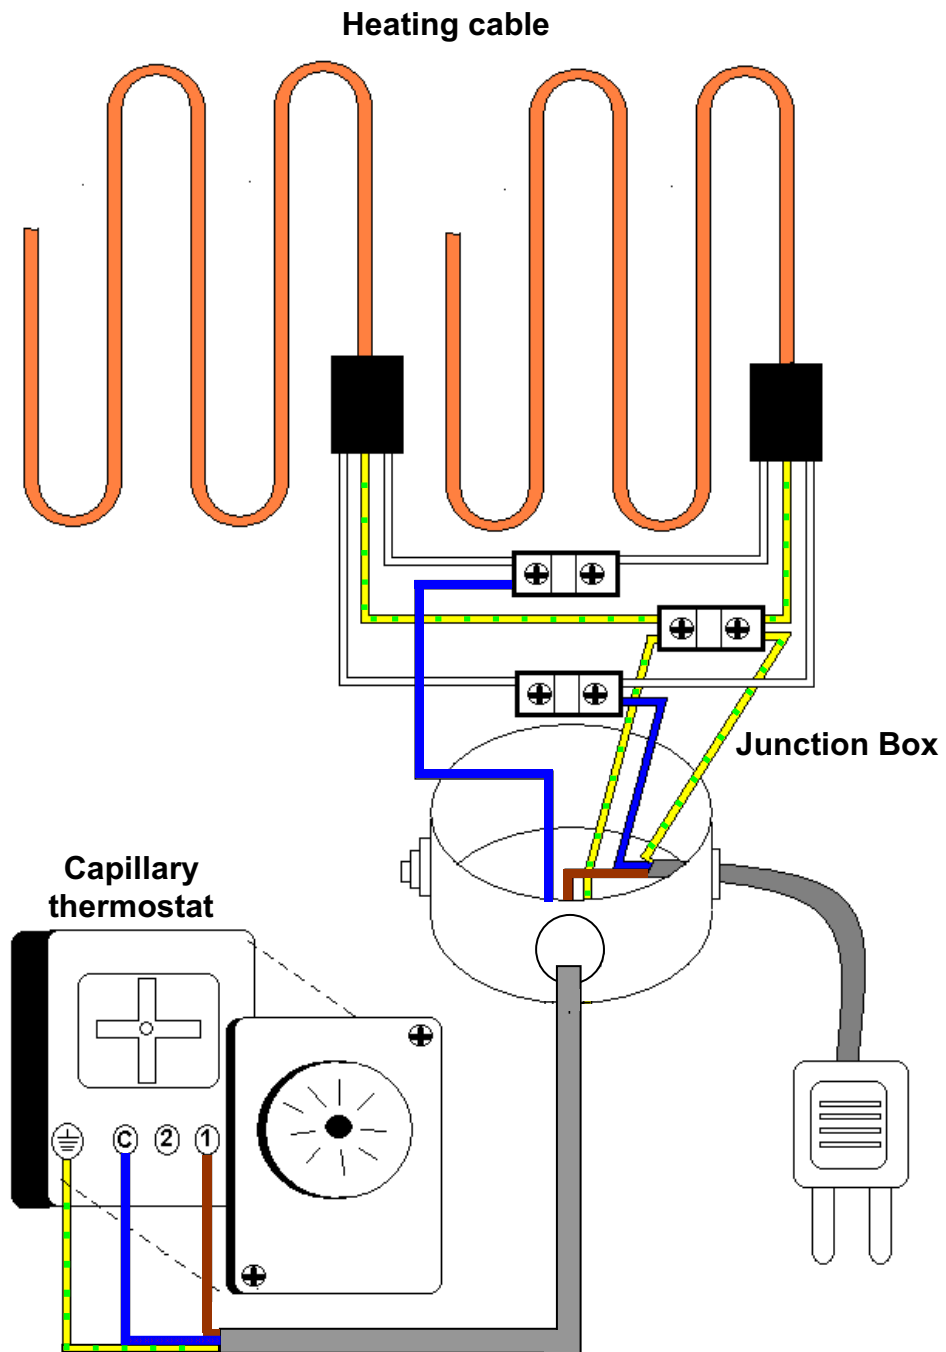 Heating cable
Junction Box
Capillary
thermostat
C 2 1